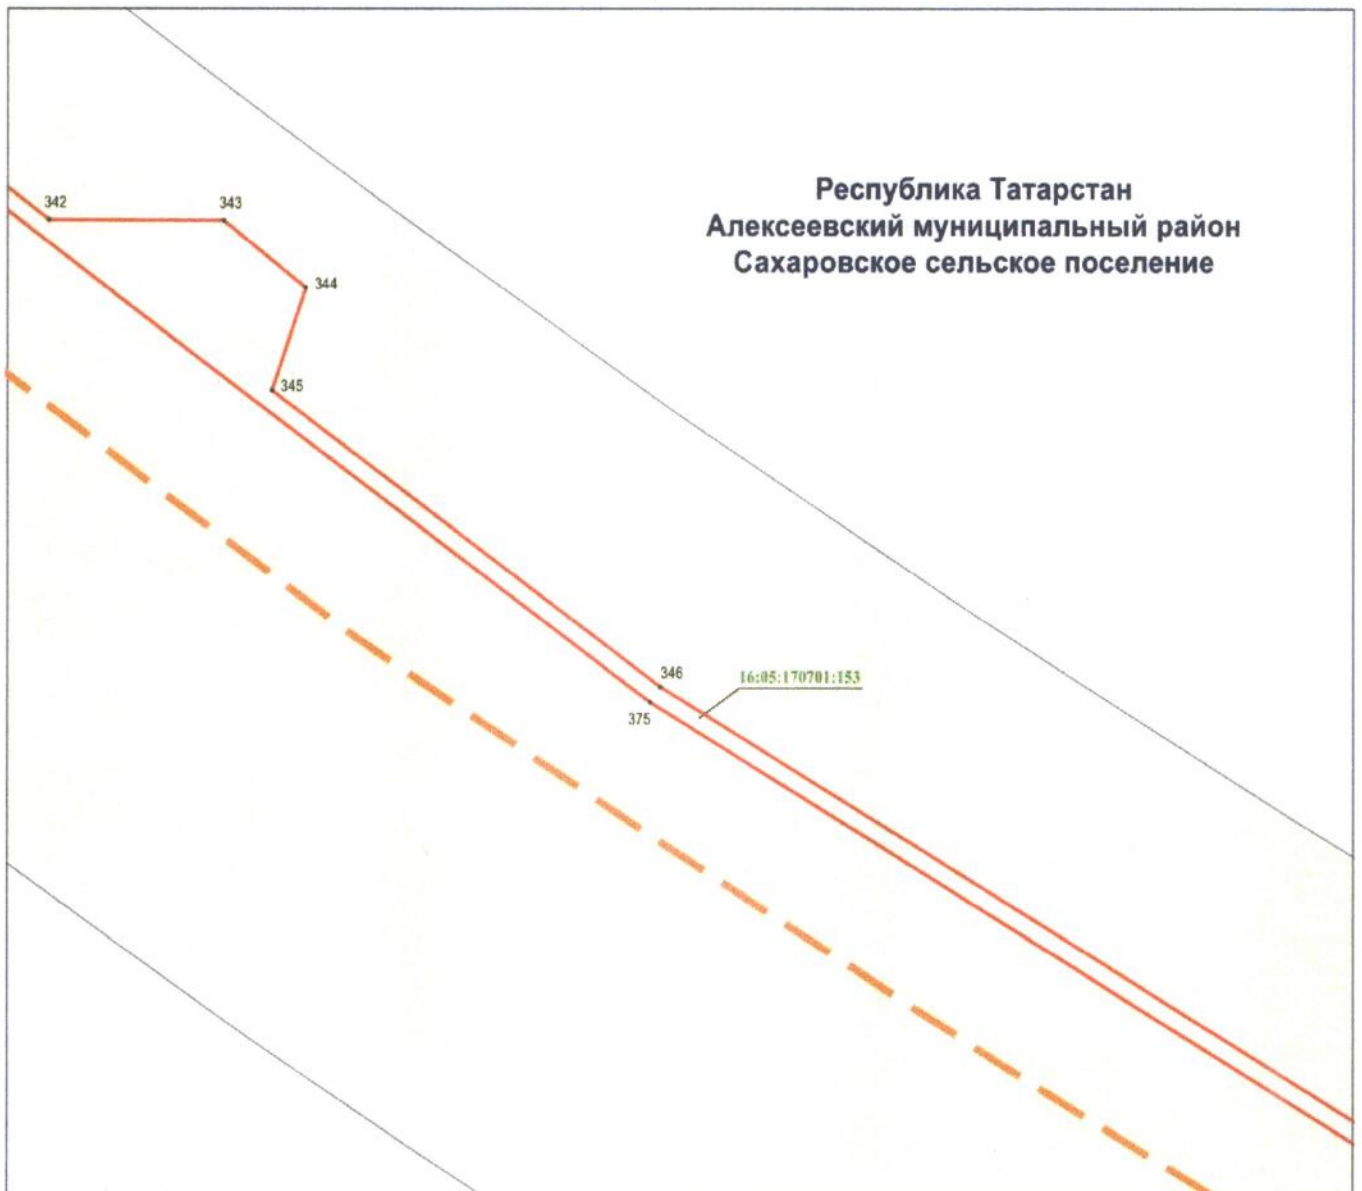 Республика Татарстан
Алексеевский муниципальный район
Сахаровское сельское поселение
342
343
344
345
346
16:05:170701:153
375